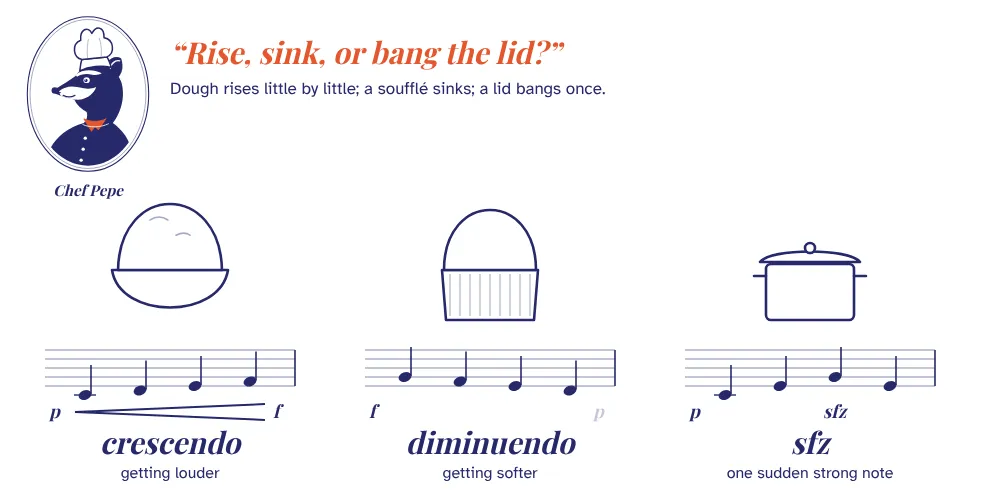 “Rise, sink, or bang the lid?”
Dough rises little by little; a soufflé sinks; a lid bangs once.
Chef Pepe
p f f p p sfz
crescendo diminuendo sfz
getting louder getting softer one sudden strong note